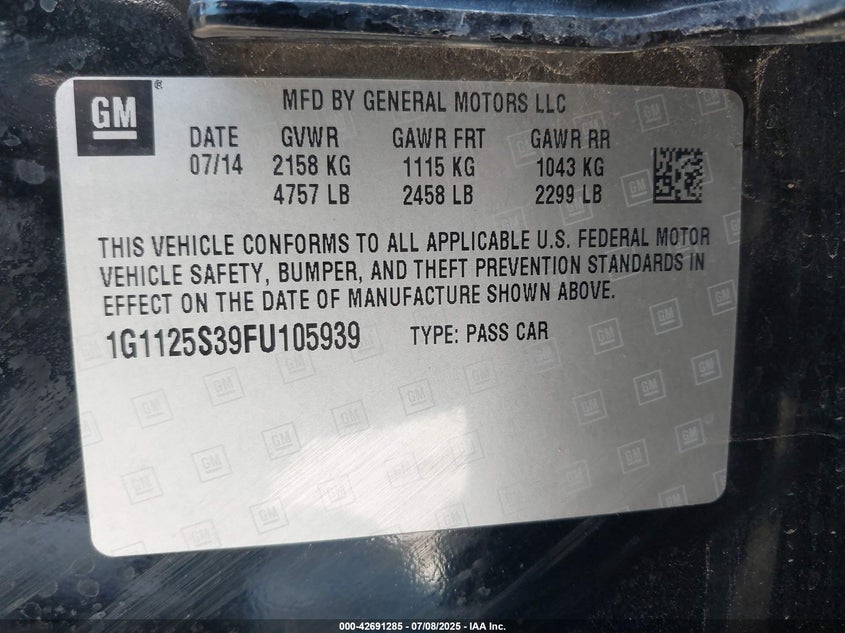 GM ®
MFD BY GENERAL MOTORS LLC
DATE GVWR GAWR FRT GAWR RR
07/14 2158 KG 1115 KG 1043 KG
4757 LB 2458 LB 2299 LB
THIS VEHICLE CONFORMS TO ALL APPLICABLE U.S. FEDERAL MOTOR
VEHICLE SAFETY, BUMPER, AND THEFT PREVENTION STANDARDS IN
EFFECT ON THE DATE OF MANUFACTURE SHOWN ABOVE.
1G1125S39FU105939 TYPE: PASS CAR
000-42691285 - 07/08/2025 - IAA Inc.